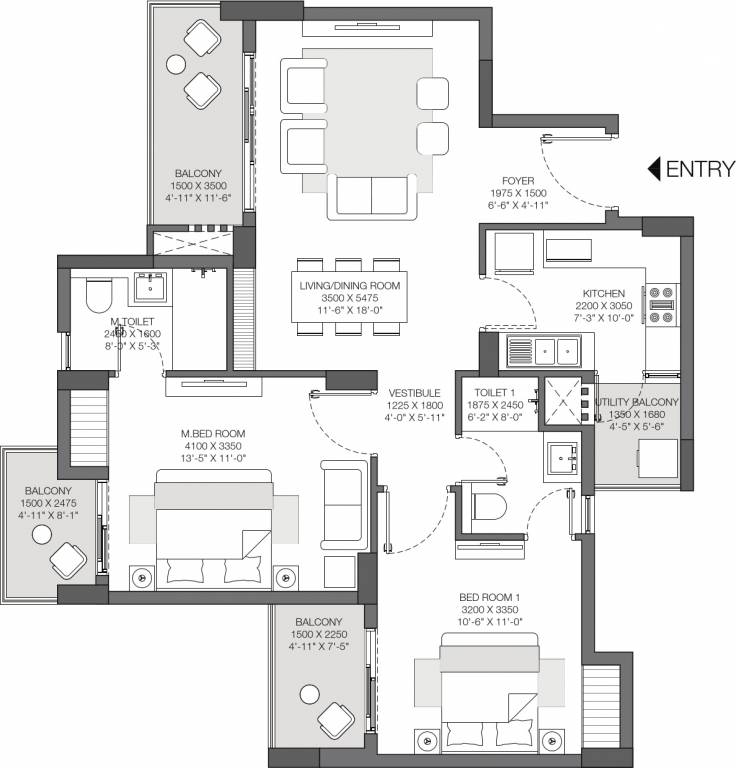 BALCONY
1500 X 3500
4'-11" X 11'-6"
ENTRY
FOYER
1975 X 1500
6'-6" X 4'-11"
LIVING/DINING ROOM
3500 X 5475
11'-6" X 18'-0"
KITCHEN
2200 X 3050
7'-3" X 10'-0"
M.TOILET
2450 X 1600
8'-0" X 5'-3"
VESTIBULE
1225 X 1800
4'-0" X 5'-11"
TOILET 1
1875 X 2450
6'-2" X 8'-0"
UTILITY BALCONY
1350 X 1680
4'-5" X 5'-6"
M.BED ROOM
4100 X 3350
13'-5" X 11'-0"
BALCONY
1500 X 2475
4'-11" X 8'-1"
BED ROOM 1
3200 X 3350
10'-6" X 11'-0"
BALCONY
1500 X 2250
4'-11" X 7'-5"